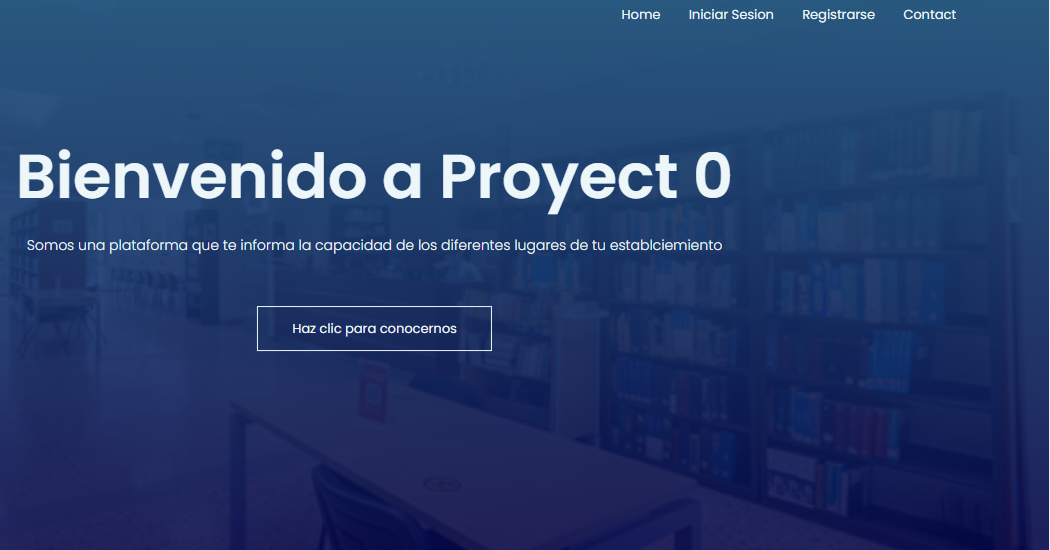 Home Iniciar Sesion Registrarse Contact
Bienvenido a Proyect 0
Somos una plataforma que te informa la capacidad de los diferentes lugares de tu establciemiento
Haz clic para conocernos